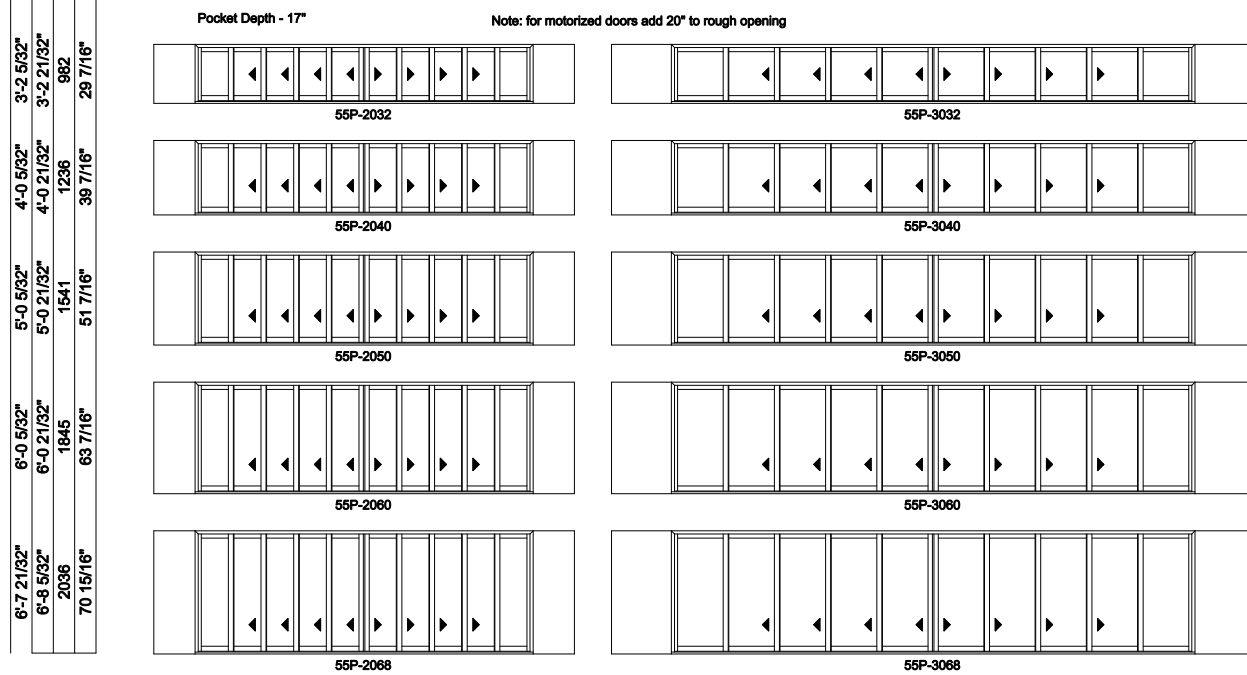 Pocket Depth - 17"
Note: for motorized doors add 20" to rough opening
3'-2 5/32"
3'-2 21/32"
982
29 7/16"
55P-2032
55P-3032
4'-0 5/32"
4'-0 21/32"
1236
39 7/16"
55P-2040
55P-3040
5'-0 5/32"
5'-0 21/32"
1541
51 7/16"
55P-2050
55P-3050
6'-0 5/32"
6'-0 21/32"
1845
63 7/16"
55P-2060
55P-3060
6'-7 21/32"
6'-8 5/32"
2036
70 15/16"
55P-2068
55P-3068